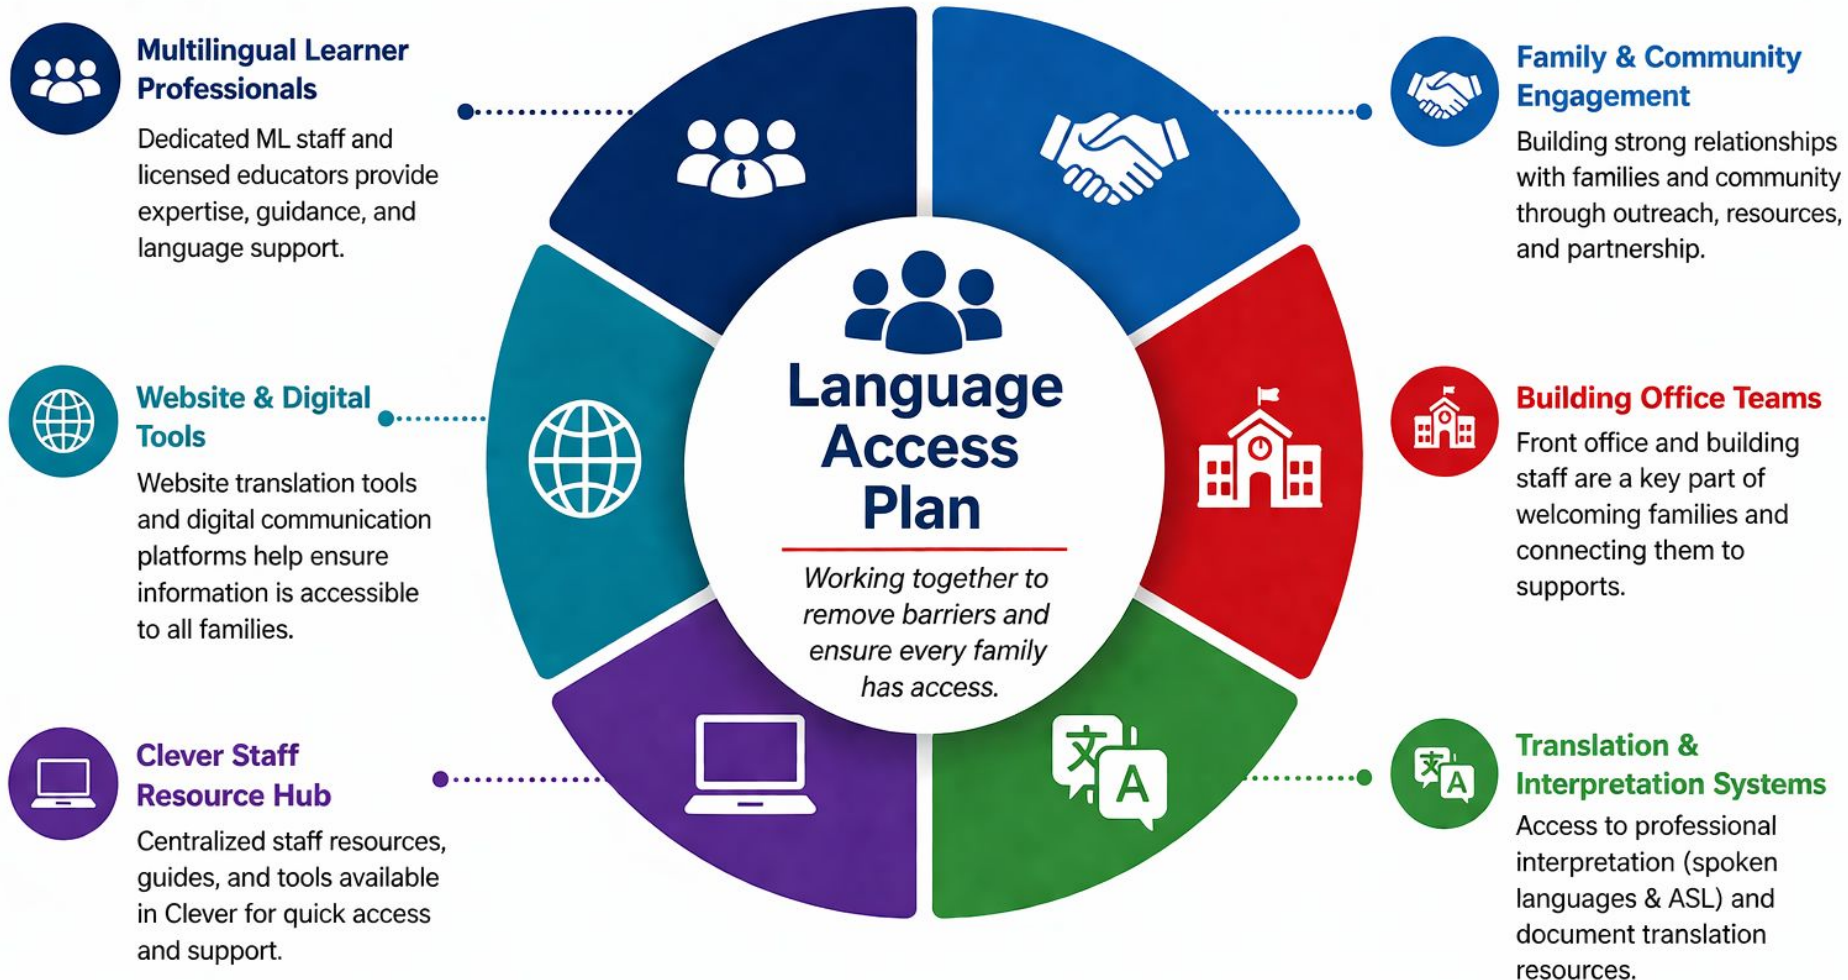 Multilingual Learner
Professionals
Dedicated ML staff and
licensed educators provide
expertise, guidance, and
language support.
Website & Digital
Tools
Website translation tools
and digital communication
platforms help ensure
information is accessible
to all families.
Clever Staff
Resource Hub
Centralized staff resources,
guides, and tools available
in Clever for quick access
and support.
Language
Access
Plan
Working together to
remove barriers and
ensure every family
has access.
文
A
Family & Community
Engagement
Building strong relationships
with families and community
through outreach, resources,
and partnership.
Building Office Teams
Front office and building
staff are a key part of
welcoming families and
connecting them to
supports.
文
A
Translation &
Interpretation Systems
Access to professional
interpretation (spoken
languages & ASL) and
document translation
resources.